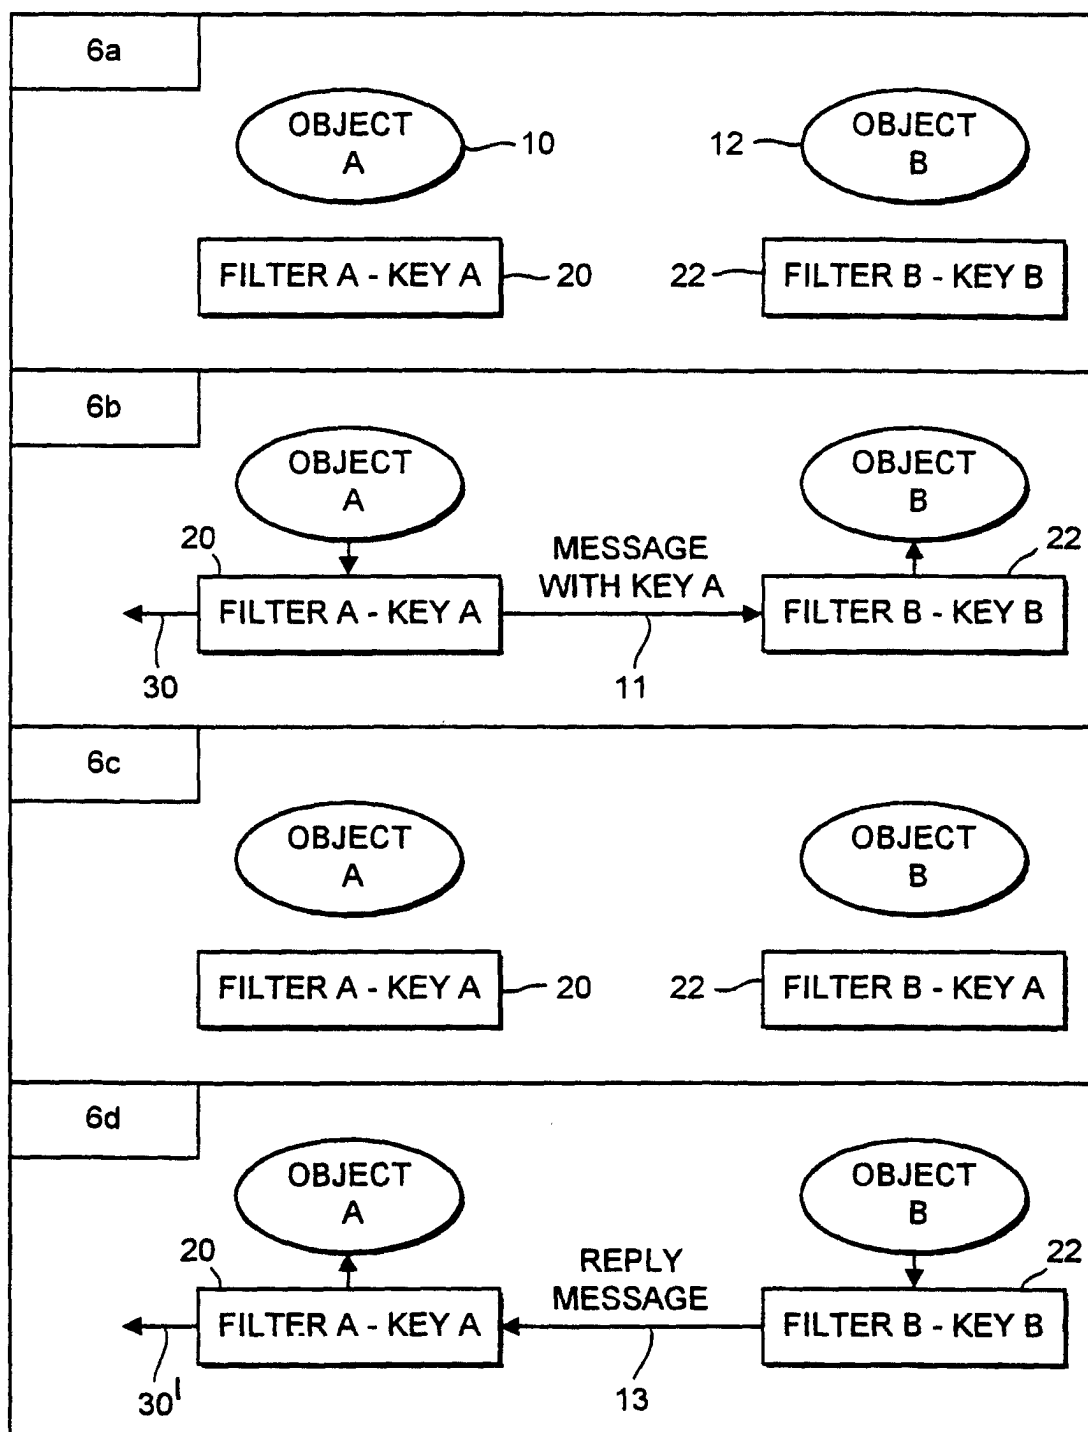 6a
OBJECT
A
10
12
OBJECT
B
FILTER A - KEY A
20
22
FILTER B - KEY B
6b
OBJECT
A
OBJECT
B
20
MESSAGE
WITH KEY A
22
FILTER A - KEY A
FILTER B - KEY B
30
11
6c
OBJECT
A
OBJECT
B
FILTER A - KEY A
20
22
FILTER B - KEY A
6d
OBJECT
A
OBJECT
B
20
REPLY
MESSAGE
22
FILTER A - KEY A
FILTER B - KEY B
30'
13